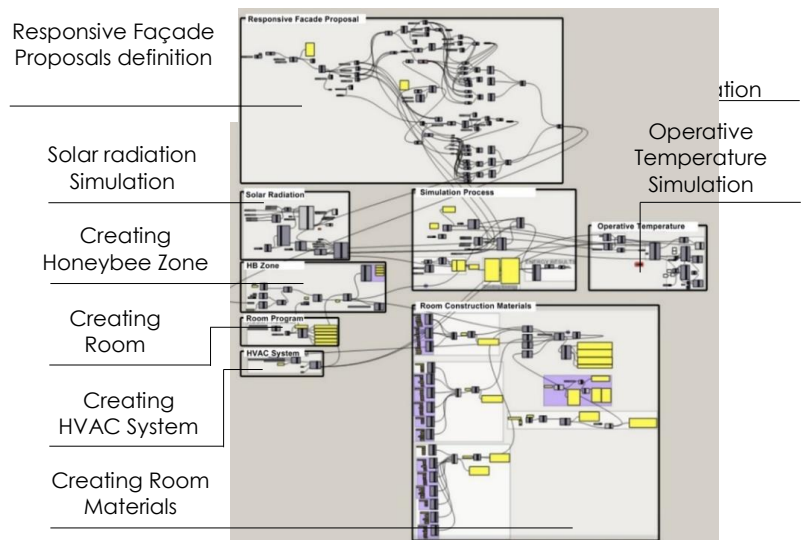 Responsive Façade
Proposals definition
Responsive Facade Proposal
ation
Operative
Temperature
Simulation
Solar radiation
Simulation
Solar Radiation
Simulation Process
Operative Temperature
Creating
Honeybee Zone
HB Zone
ENERGY RESULTS
Room Construction Materials
Creating
Room
Room Program
HVAC System
Creating
HVAC System
Creating Room
Materials